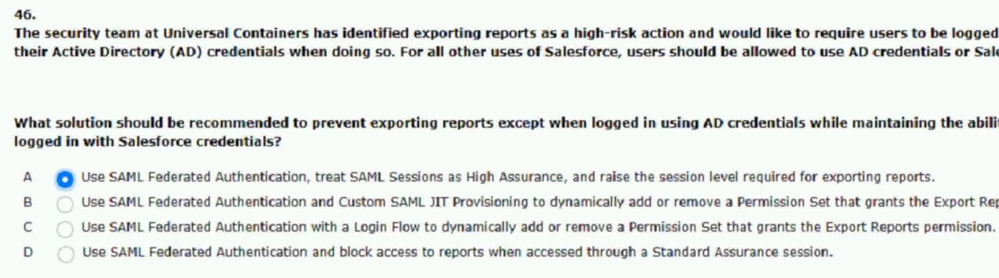 46.
The security team at Universal Containers has identified exporting reports as a high-risk action and would like to require users to be logged
their Active Directory (AD) credentials when doing so. For all other uses of Salesforce, users should be allowed to use AD credentials or Sal
What solution should be recommended to prevent exporting reports except when logged in using AD credentials while maintaining the abili
logged in with Salesforce credentials?
A Use SAML Federated Authentication, treat SAML Sessions as High Assurance, and raise the session level required for exporting reports.
B Use SAML Federated Authentication and Custom SAML JIT Provisioning to dynamically add or remove a Permission Set that grants the Export Rep
C Use SAML Federated Authentication with a Login Flow to dynamically add or remove a Permission Set that grants the Export Reports permission.
D Use SAML Federated Authentication and block access to reports when accessed through a Standard Assurance session.